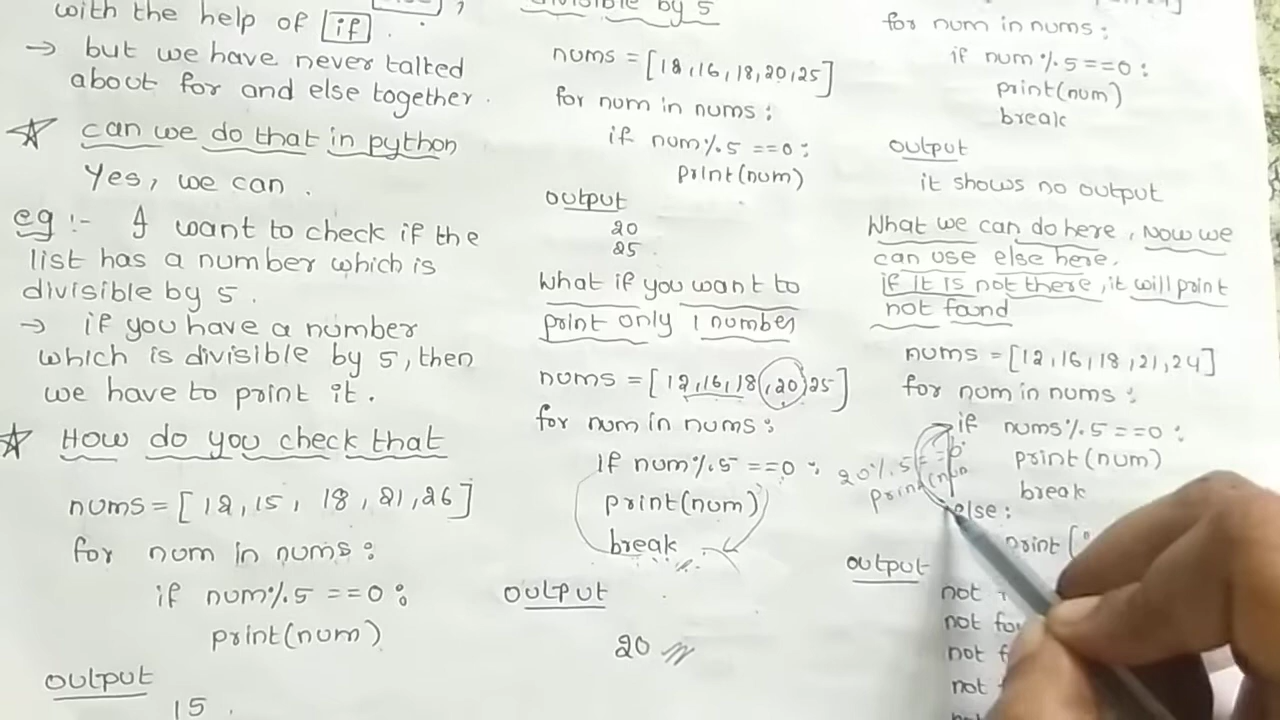 with the help of if .
→ but we have never talted
about for and else together .
☆ can we do that in python
Yes, we can .
eg :- I want to check if the
list has a number which is
divisible by 5 .
→ if you have a number
which is divisible by 5, then
we have to print it .
☆ How do you check that
nums = [ 12, 15, 18, 21, 26 ]
for num in nums :
if num % 5 == 0 :
print(num)
output
15 .
by 5
nums = [ 18, 16, 18, 20, 25 ]
for num in nums :
if num % 5 == 0 :
print(num)
output
20
25
what if you want to
print only 1 number
nums = [ 12, 16, 18, 20, 25 ]
for num in nums :
if num % 5 == 0 :
print(num)
break
output
20
for num in nums :
if num % 5 == 0 :
print(num)
break
output
it shows no output
What we can do here , Now we
can use else here.
if it is not there , it will print
not found
nums = [ 12, 16, 18, 21, 24 ]
for num in nums :
if nums % 5 == 0 :
print(num)
break
20 % 5 ==
else :
print (
output
not
not
not
not